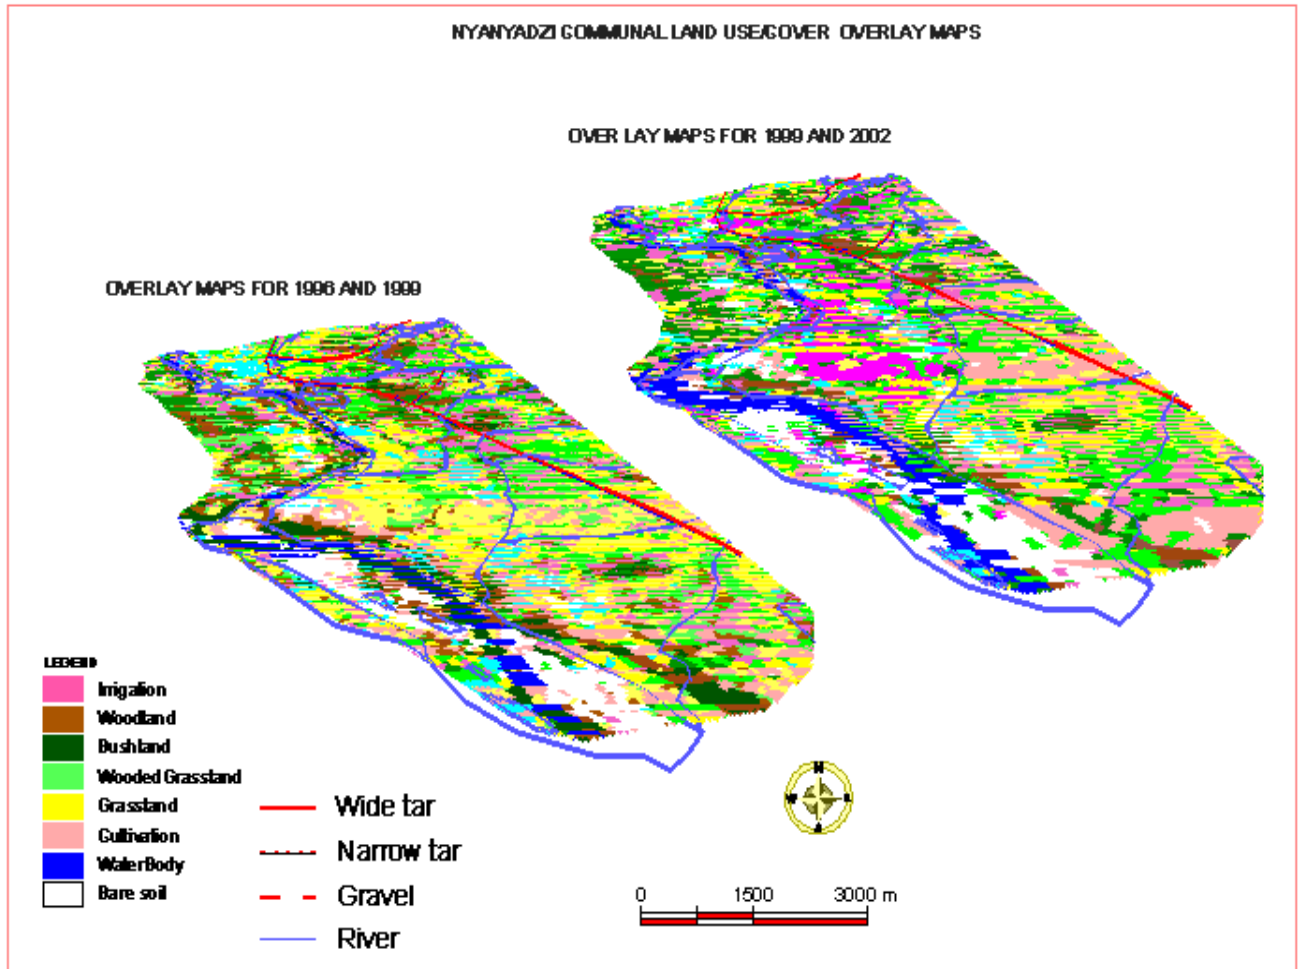 NYANYADZI COMMUNAL LAND USE/COVER OVERLAY MAPS
OVER LAY MAPS FOR 1999 AND 2002
OVERLAY MAPS FOR 1996 AND 1999
LEGEND
Irrigation
Woodland
Bushland
Wooded Grassland
Grassland
Cultivation
WaterBody
Bare soil
Wide tar
Narrow tar
Gravel
River
N
W
0 1500 3000 m